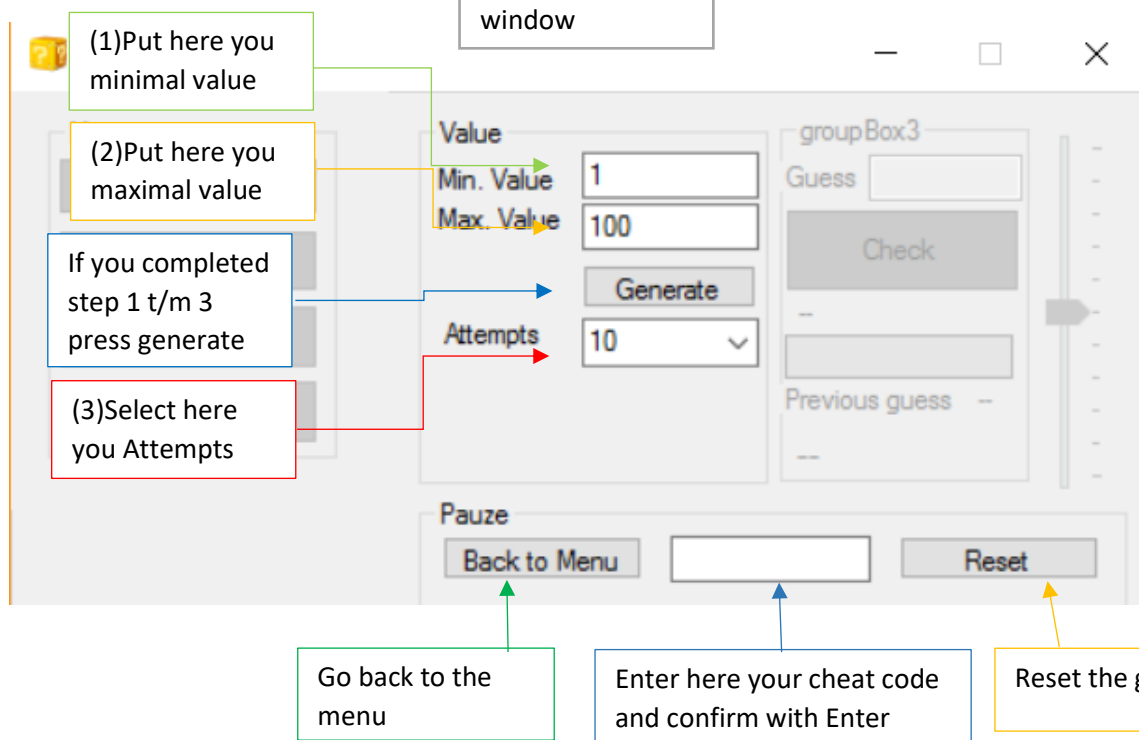 window
(1)Put here you
minimal value
(2)Put here you
maximal value
If you completed
step 1 t/m 3
press generate
(3)Select here
you Attempts
Value
Min. Value 1
Max. Value 100
Generate
Attempts 10
groupBox3
Guess
Check
--
Previous guess --
--
Pauze
Back to Menu
Reset
Go back to the
menu
Enter here your cheat code
and confirm with Enter
Reset the